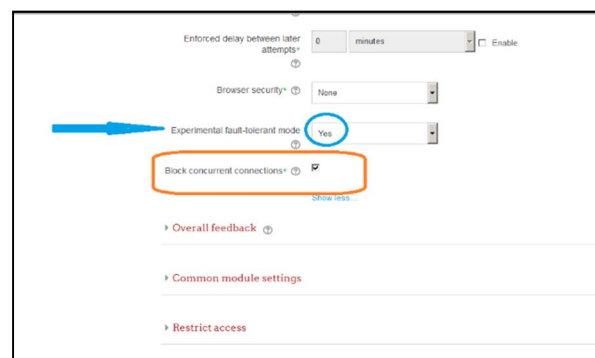 Enforced delay between later 0 minutes Enable
attempts*
Browser security* None
Experimental fault-tolerant mode Yes
Block concurrent connections*
Show less...
Overall feedback
Common module settings
Restrict access